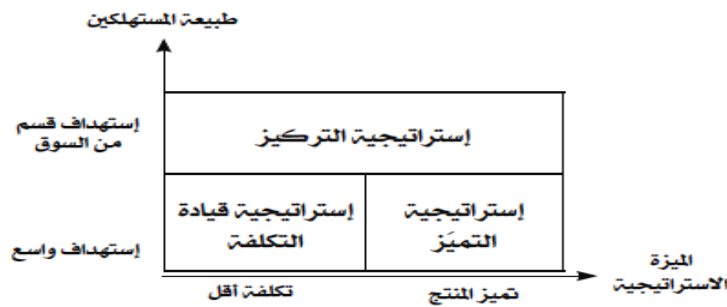 طبيعة المستهلكين
إستهداف قسم
من السوق
إستراتيجية التركيز
إستراتيجية
التميَز
إستراتيجية قيادة
التكلفة
إستهداف واسع
الميزة
الاستراتيجية
تميز المنتج
تكلفة أقل